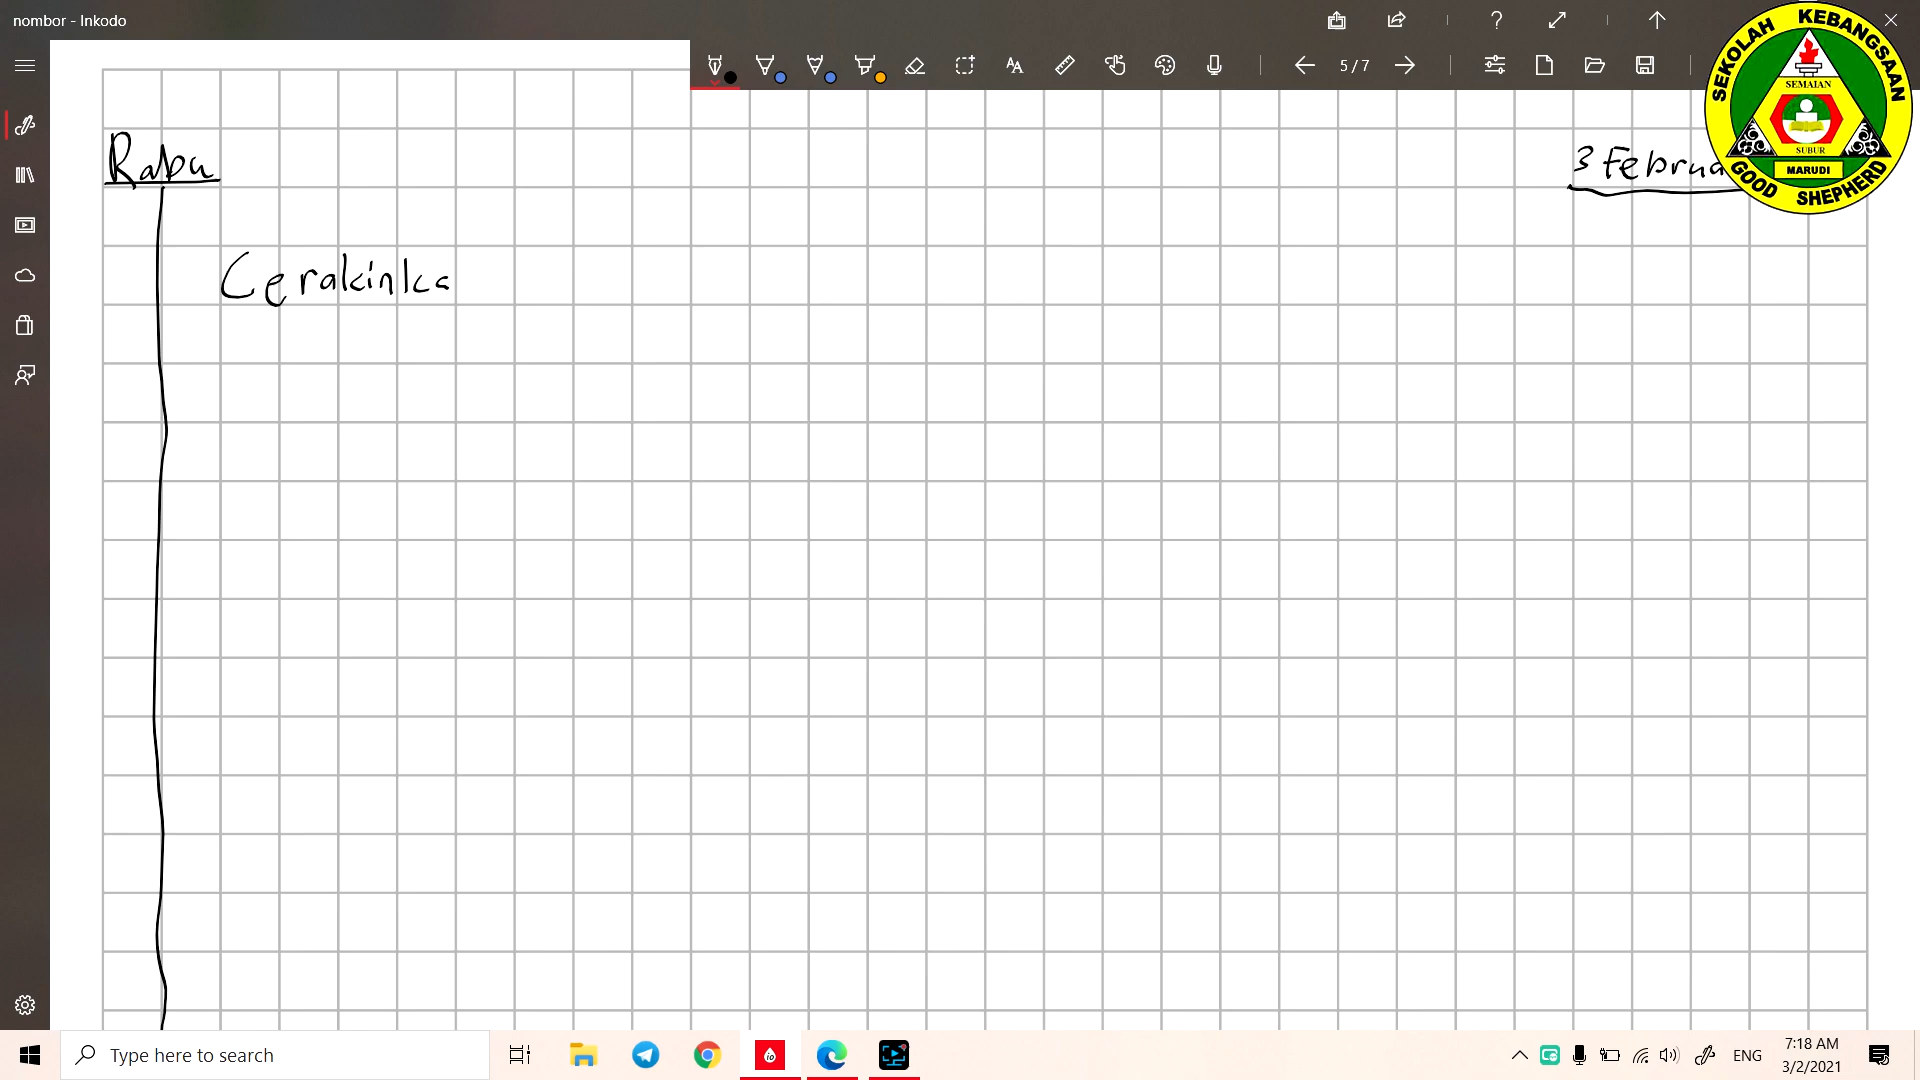 nombor - Inkodo
5 / 7
SEKOLAH KEBANGSAAN
SEMAIAN
SUBUR
MARUDI
GOOD SHEPHERD
Rabu
3 Februa
Cerakinka
Type here to search
ENG
7:18 AM
3/2/2021